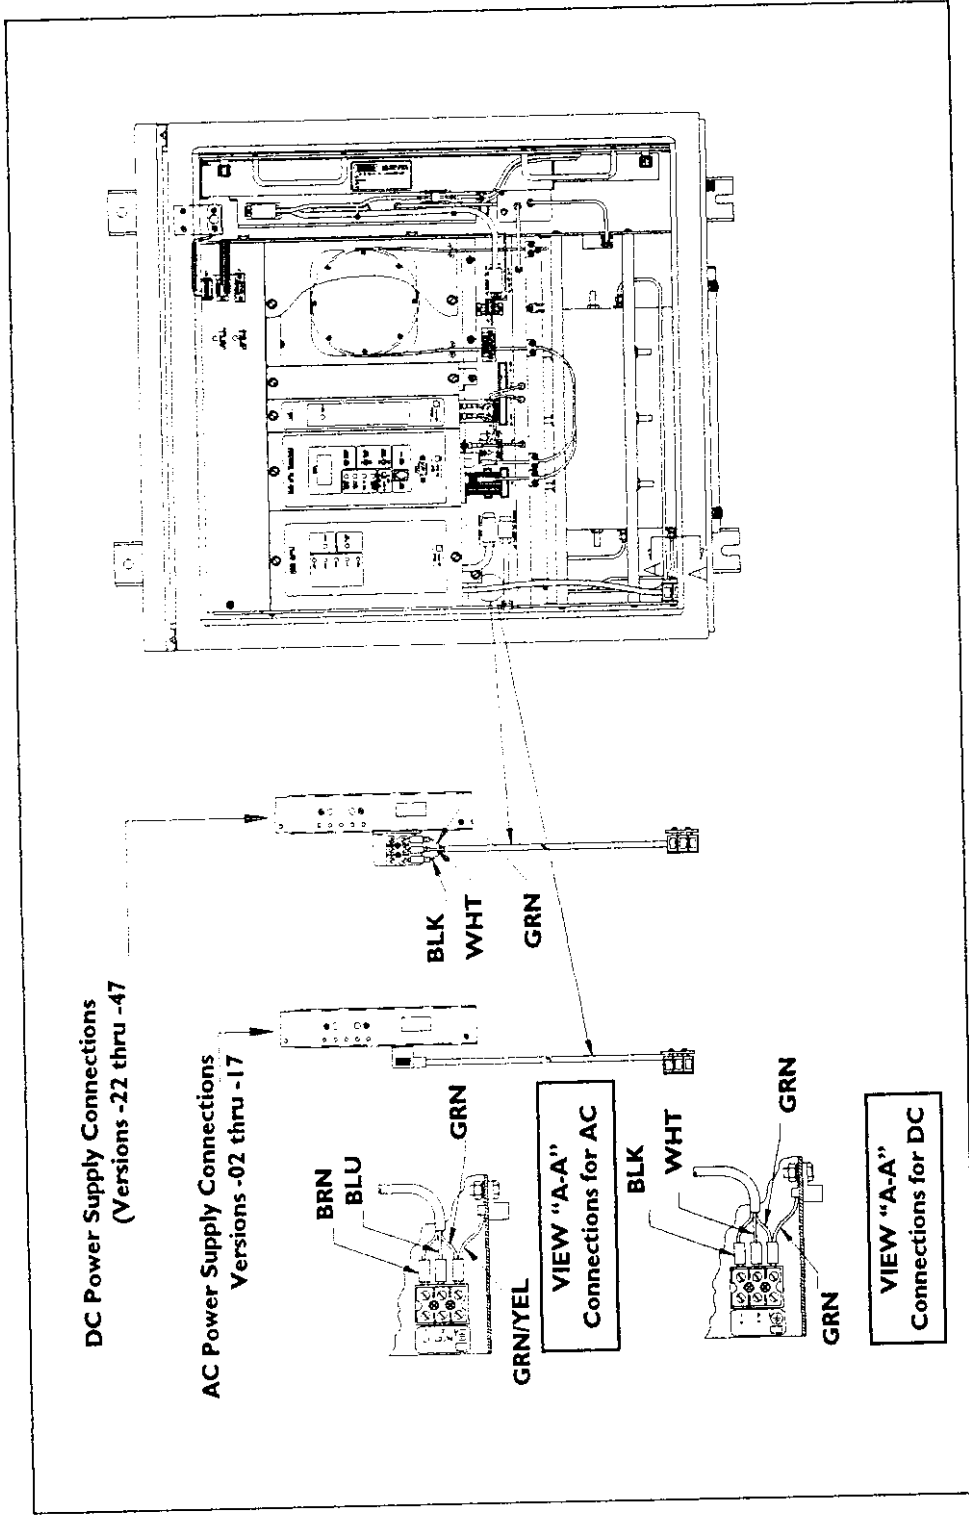 DC Power Supply Connections
(Versions -22 thru -47
AC Power Supply Connections
Versions -02 thru -17
BLK
WHT
GRN
BRN
BLU
GRN
GRN/YEL
VIEW "A-A"
Connections for AC
BLK
WHT
GRN
GRN
VIEW "A-A"
Connections for DC
A
A